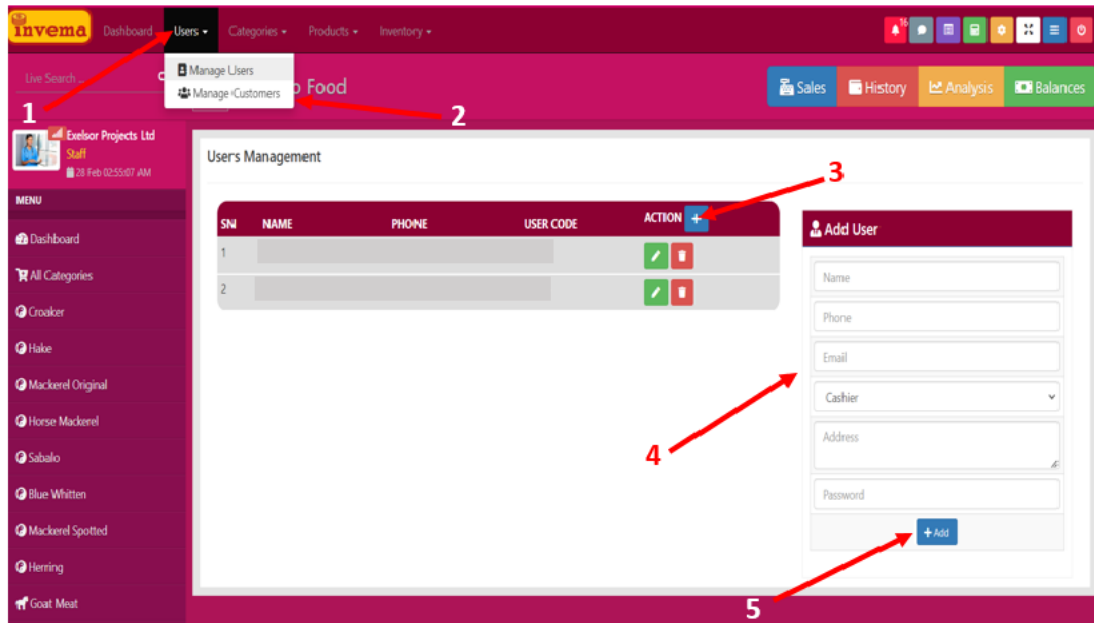 invema
Dashboard Users Categories Products Inventory 16
Live Search ...
Manage Users
Manage Customers
Food
Sales History Analysis Balances
1
2
Exelsor Projects Ltd
Staff
28 Feb 02:55:07 AM
MENU
Dashboard
All Categories
Croaker
Hake
Mackerel Original
Horse Mackerel
Sabalo
Blue Whitten
Mackerel Spotted
Herring
Goat Meat
Users Management
3
SN NAME PHONE USER CODE ACTION +
1
2
Add User
Name
Phone
Email
Cashier
Address
Password
+ Add
4
5